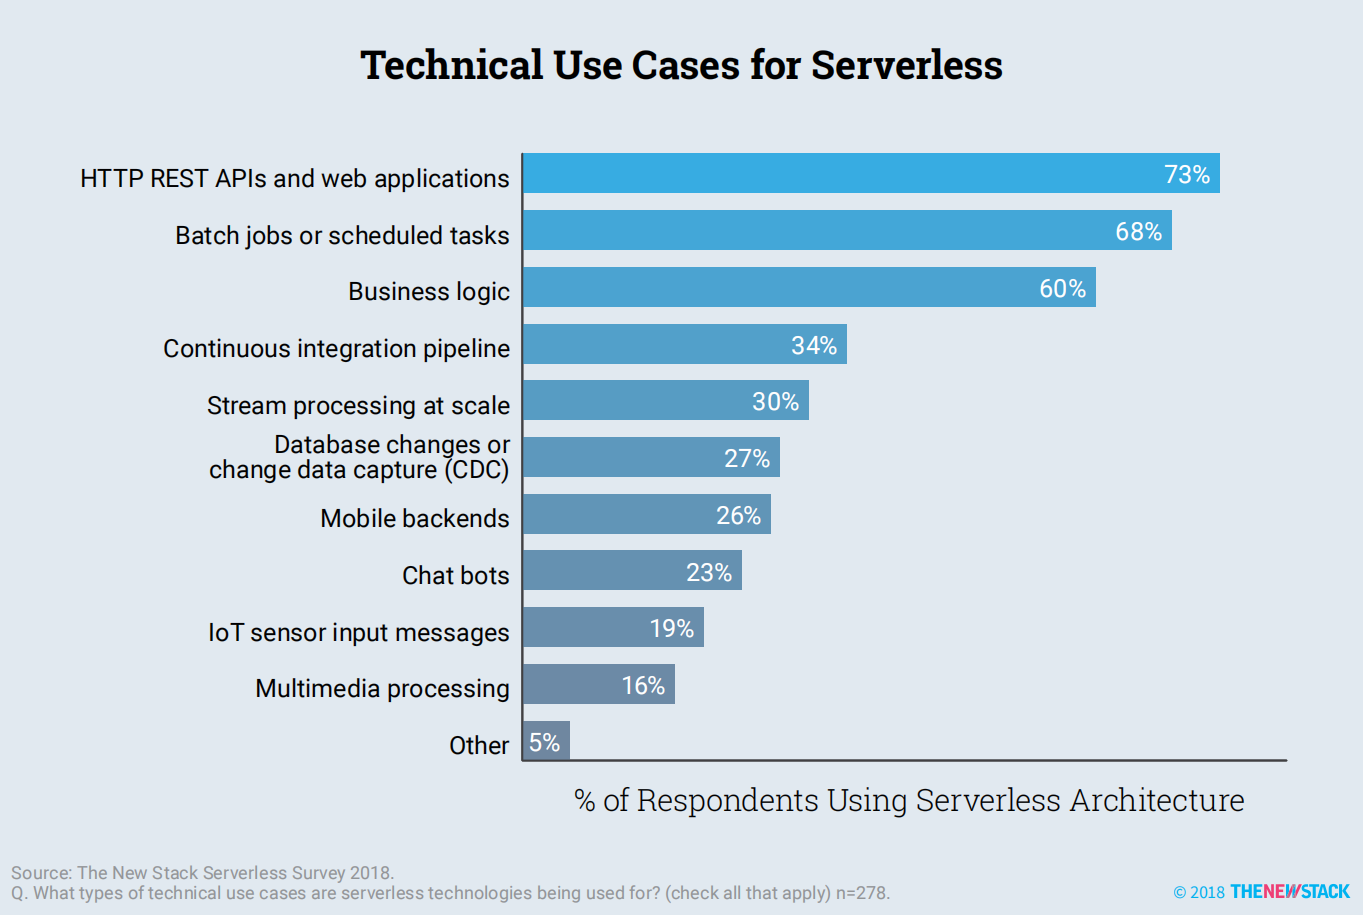 Technical Use Cases for Serverless
HTTP REST APIs and web applications 73%
Batch jobs or scheduled tasks 68%
Business logic 60%
Continuous integration pipeline 34%
Stream processing at scale 30%
Database changes or
change data capture (CDC) 27%
Mobile backends 26%
Chat bots 23%
IoT sensor input messages 19%
Multimedia processing 16%
Other 5%
% of Respondents Using Serverless Architecture
Source: The New Stack Serverless Survey 2018.
Q. What types of technical use cases are serverless technologies being used for? (check all that apply) n=278.
© 2018 THENEWSTACK